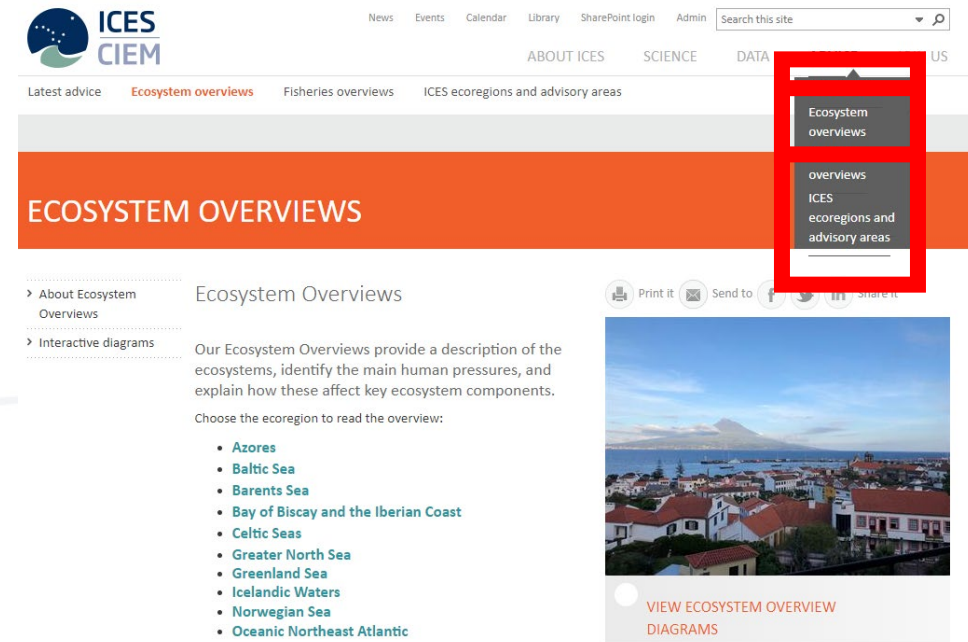 ICES
CIEM
News Events Calendar Library SharePoint login Admin Search this site
ABOUT ICES SCIENCE DATA US
Latest advice Ecosystem overviews Fisheries overviews ICES ecoregions and advisory areas
Ecosystem
overviews
overviews
ICES
ecoregions and
advisory areas
ECOSYSTEM OVERVIEWS
About Ecosystem
Overviews
Interactive diagrams
Ecosystem Overviews
Print it Send to Share it
Our Ecosystem Overviews provide a description of the
ecosystems, identify the main human pressures, and
explain how these affect key ecosystem components.
Choose the ecoregion to read the overview:
• Azores
• Baltic Sea
• Barents Sea
• Bay of Biscay and the Iberian Coast
• Celtic Seas
• Greater North Sea
• Greenland Sea
• Icelandic Waters
• Norwegian Sea
• Oceanic Northeast Atlantic
VIEW ECOSYSTEM OVERVIEW
DIAGRAMS